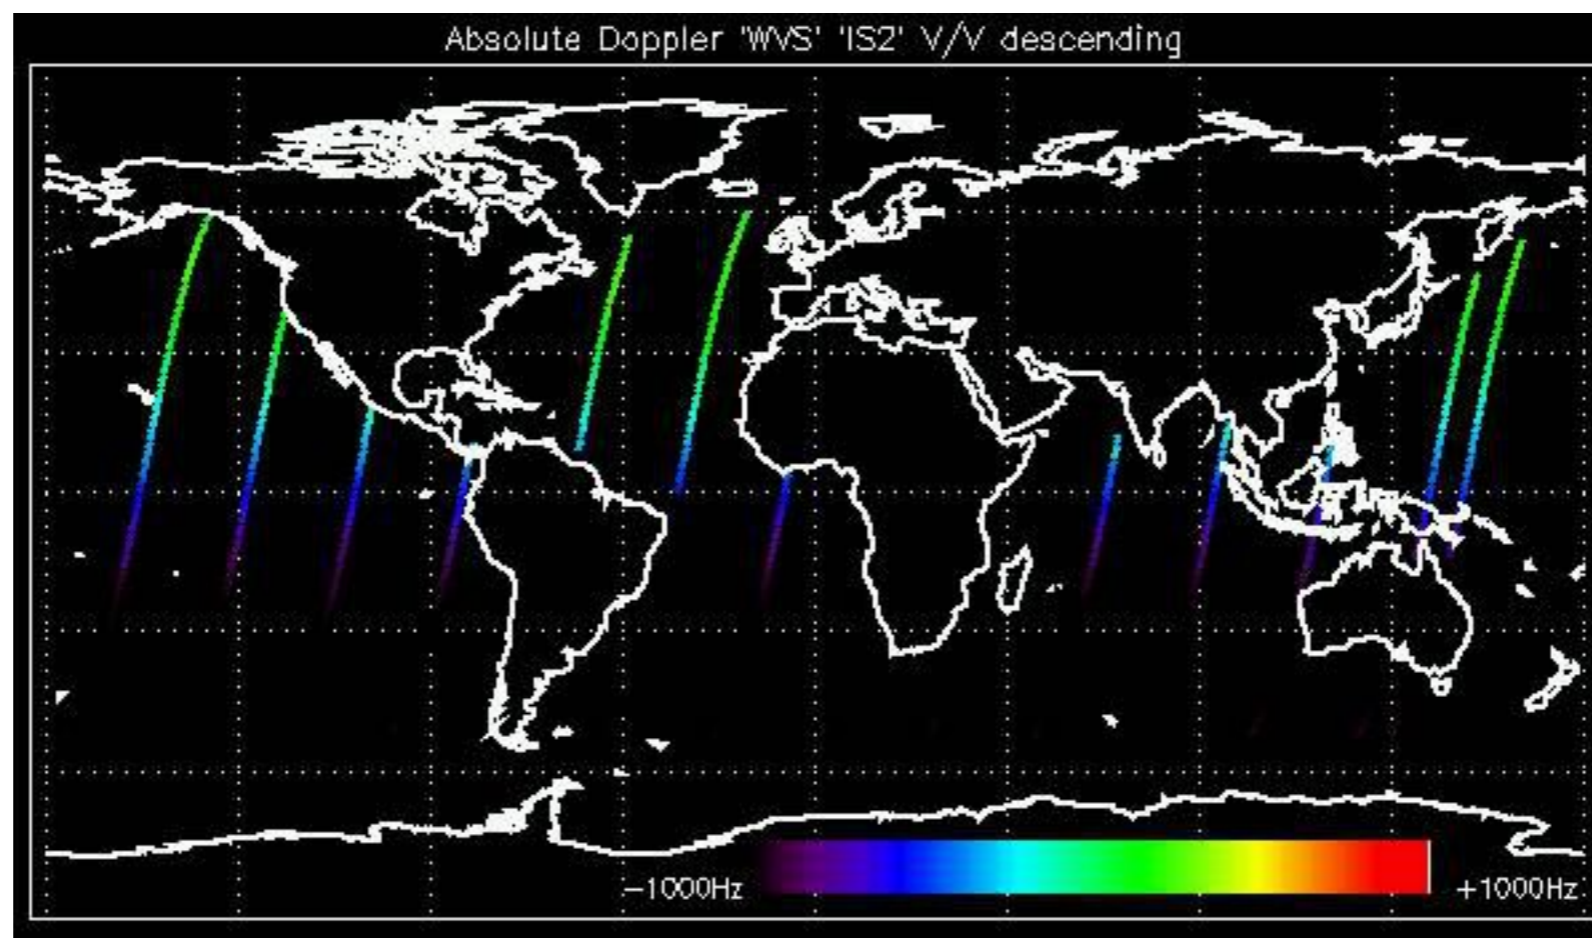 Absolute Doppler 'WVS' 'IS2' V/V descending
−1000Hz +1000Hz